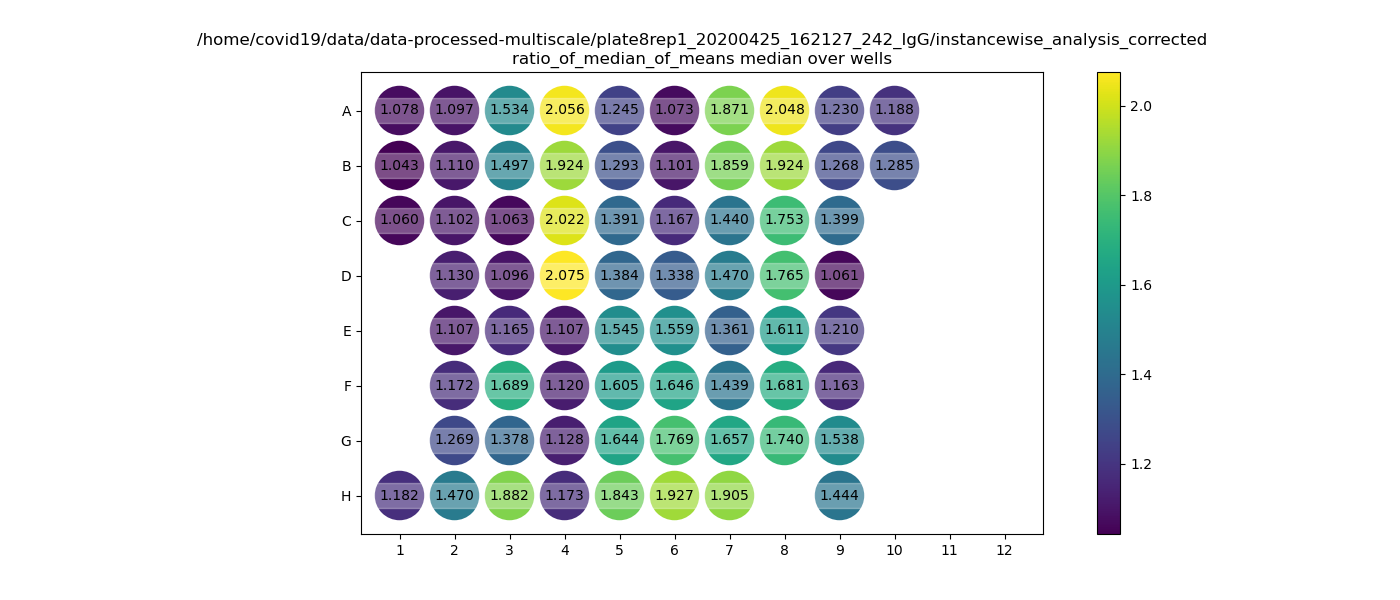 /home/covid19/data/data-processed-multiscale/plate8rep1_20200425_162127_242_IgG/instancewise_analysis_corrected
ratio_of_median_of_means median over wells
A 1.078 1.097 1.534 2.056 1.245 1.073 1.871 2.048 1.230 1.188
B 1.043 1.110 1.497 1.924 1.293 1.101 1.859 1.924 1.268 1.285
C 1.060 1.102 1.063 2.022 1.391 1.167 1.440 1.753 1.399
D 1.130 1.096 2.075 1.384 1.338 1.470 1.765 1.061
E 1.107 1.165 1.107 1.545 1.559 1.361 1.611 1.210
F 1.172 1.689 1.120 1.605 1.646 1.439 1.681 1.163
G 1.269 1.378 1.128 1.644 1.769 1.657 1.740 1.538
H 1.182 1.470 1.882 1.173 1.843 1.927 1.905 1.444
1 2 3 4 5 6 7 8 9 10 11 12
2.0
1.8
1.6
1.4
1.2